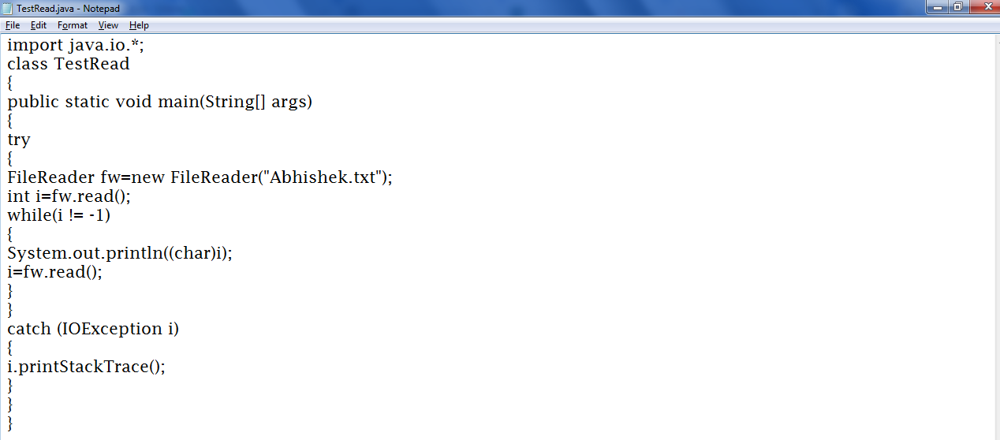 TestRead.java - Notepad
File Edit Format View Help
import java.io.*;
class TestRead
{
public static void main(String[] args)
{
try
{
FileReader fw=new FileReader("Abhishek.txt");
int i=fw.read();
while(i != -1)
{
System.out.println((char)i);
i=fw.read();
}
}
catch (IOException i)
{
i.printStackTrace();
}
}
}